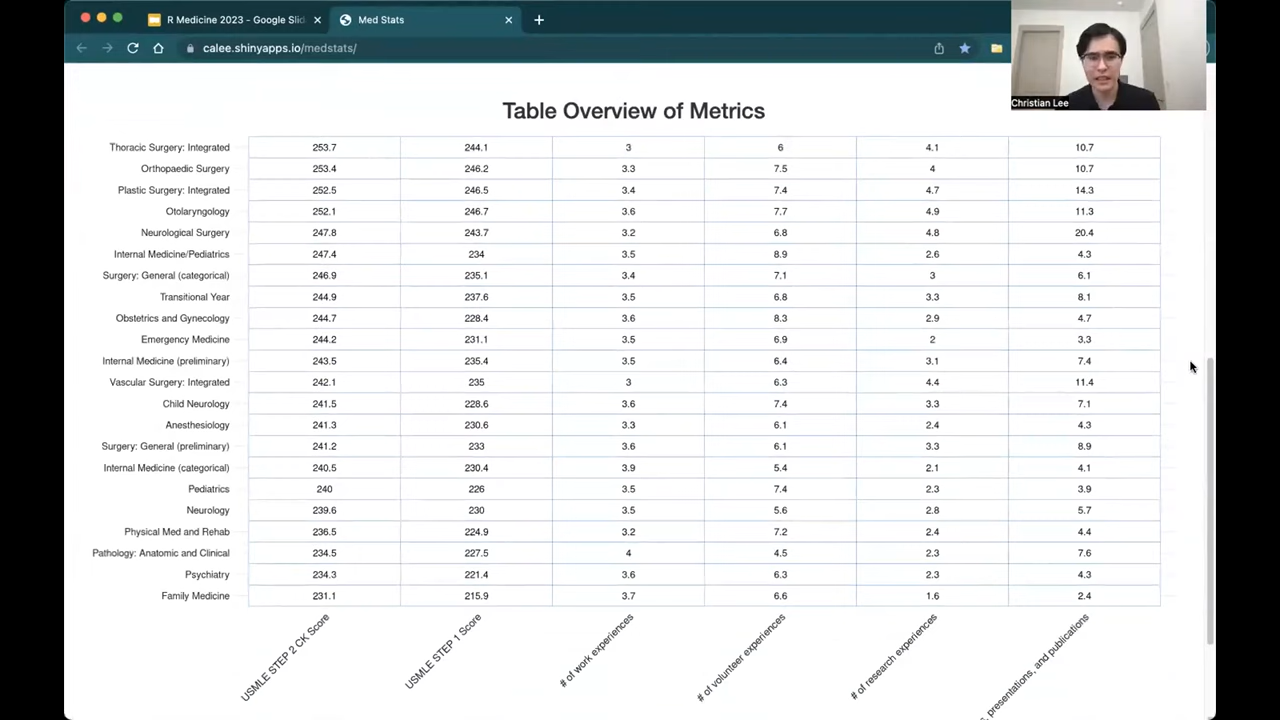 R Medicine 2023 - Google Slid
Med Stats
calee.shinyapps.io/medstats/
Christian Lee
Table Overview of Metrics
Thoracic Surgery: Integrated 253.7 244.1 3 6 4.1 10.7
Orthopaedic Surgery 253.4 246.2 3.3 7.5 4 10.7
Plastic Surgery: Integrated 252.5 246.5 3.4 7.4 4.7 14.3
Otolaryngology 252.1 246.7 3.6 7.7 4.9 11.3
Neurological Surgery 247.8 243.7 3.2 6.8 4.8 20.4
Internal Medicine/Pediatrics 247.4 234 3.5 8.9 2.6 4.3
Surgery: General (categorical) 246.9 235.1 3.4 7.1 3 6.1
Transitional Year 244.9 237.6 3.5 6.8 3.3 8.1
Obstetrics and Gynecology 244.7 228.4 3.6 8.3 2.9 4.7
Emergency Medicine 244.2 231.1 3.5 6.9 2 3.3
Internal Medicine (preliminary) 243.5 235.4 3.5 6.4 3.1 7.4
Vascular Surgery: Integrated 242.1 235 3 6.3 4.4 11.4
Child Neurology 241.5 228.6 3.6 7.4 3.3 7.1
Anesthesiology 241.3 230.6 3.3 6.1 2.4 4.3
Surgery: General (preliminary) 241.2 233 3.6 6.1 3.3 8.9
Internal Medicine (categorical) 240.5 230.4 3.9 5.4 2.1 4.1
Pediatrics 240 226 3.5 7.4 2.3 3.9
Neurology 239.6 230 3.5 5.6 2.8 5.7
Physical Med and Rehab 236.5 224.9 3.2 7.2 2.4 4.4
Pathology: Anatomic and Clinical 234.5 227.5 4 4.5 2.3 7.6
Psychiatry 234.3 221.4 3.6 6.3 2.3 4.3
Family Medicine 231.1 215.9 3.7 6.6 1.6 2.4
USMLE STEP 2 CK Score
USMLE STEP 1 Score
# of work experiences
# of volunteer experiences
# of research experiences
, presentations, and publications